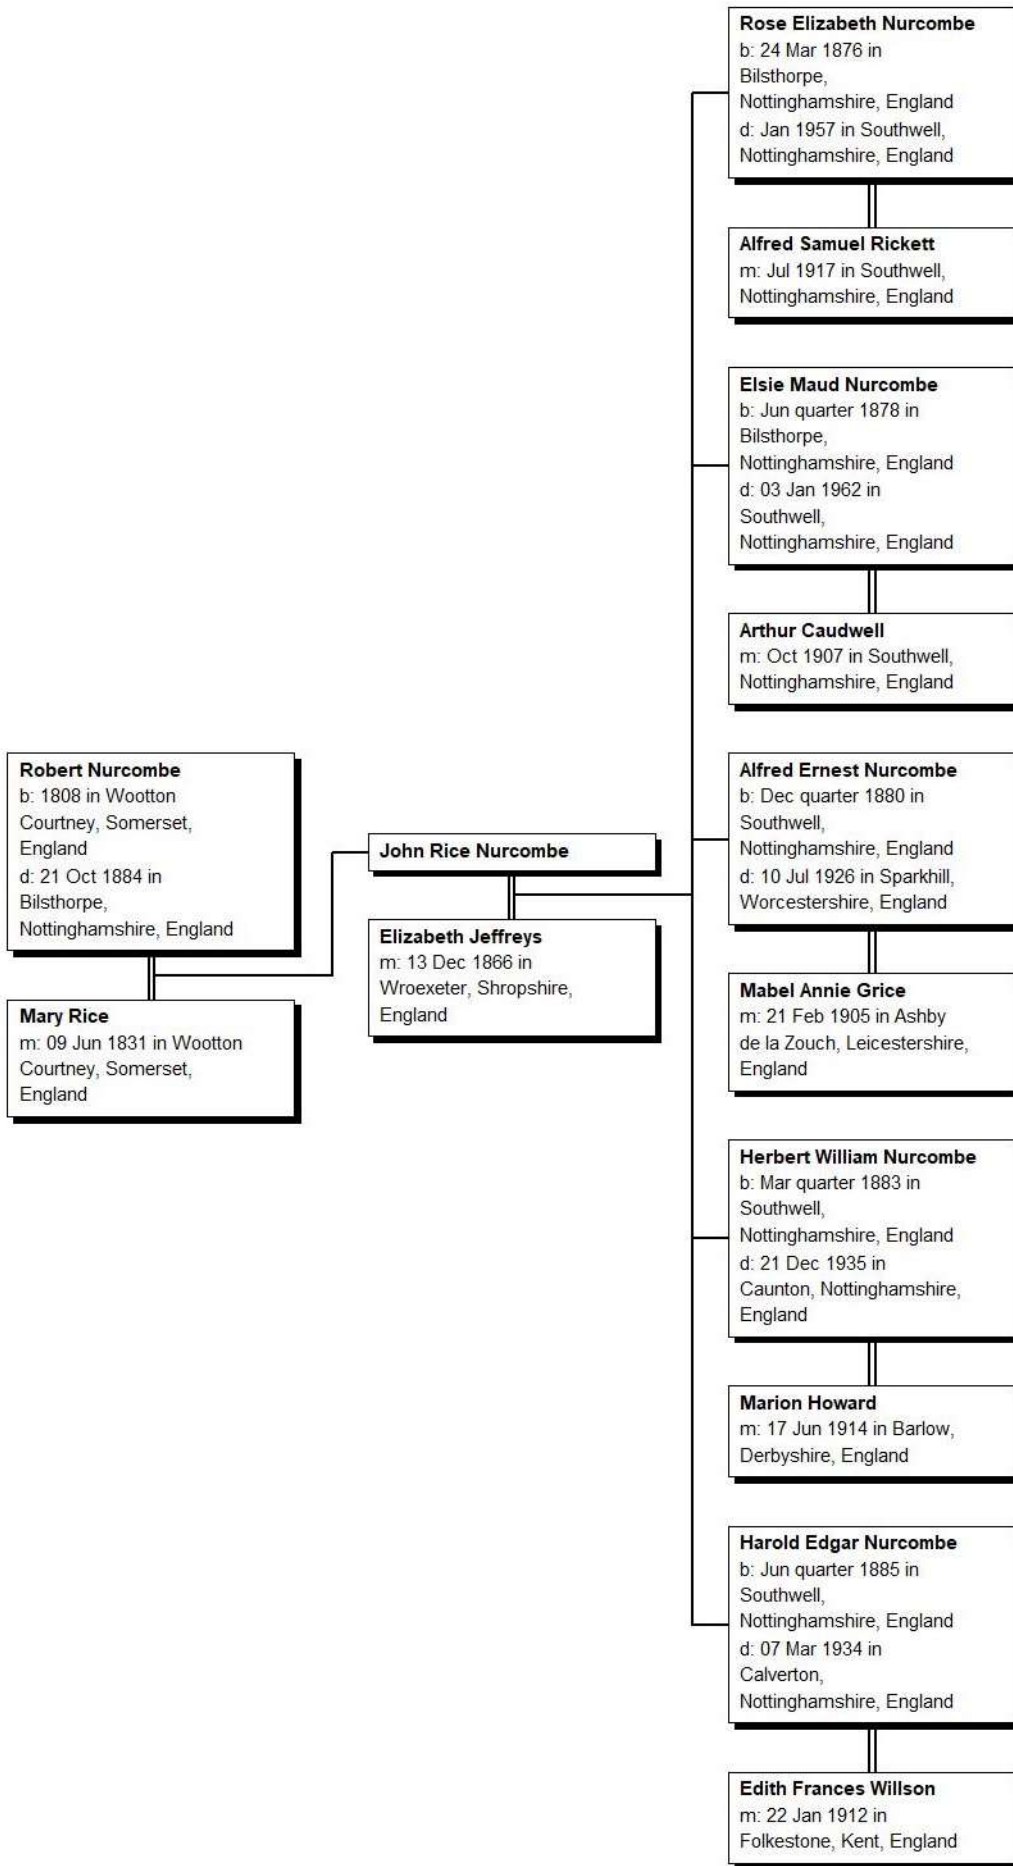 Rose Elizabeth Nurcombe
b: 24 Mar 1876 in
Bilsthorpe,
Nottinghamshire, England
d: Jan 1957 in Southwell,
Nottinghamshire, England
Alfred Samuel Rickett
m: Jul 1917 in Southwell,
Nottinghamshire, England
Elsie Maud Nurcombe
b: Jun quarter 1878 in
Bilsthorpe,
Nottinghamshire, England
d: 03 Jan 1962 in
Southwell,
Nottinghamshire, England
Arthur Caudwell
m: Oct 1907 in Southwell,
Nottinghamshire, England
Robert Nurcombe
b: 1808 in Wootton
Courtney, Somerset,
England
d: 21 Oct 1884 in
Bilsthorpe,
Nottinghamshire, England
Mary Rice
m: 09 Jun 1831 in Wootton
Courtney, Somerset,
England
John Rice Nurcombe
Elizabeth Jeffreys
m: 13 Dec 1866 in
Wroexeter, Shropshire,
England
Alfred Ernest Nurcombe
b: Dec quarter 1880 in
Southwell,
Nottinghamshire, England
d: 10 Jul 1926 in Sparkhill,
Worcestershire, England
Mabel Annie Grice
m: 21 Feb 1905 in Ashby
de la Zouch, Leicestershire,
England
Herbert William Nurcombe
b: Mar quarter 1883 in
Southwell,
Nottinghamshire, England
d: 21 Dec 1935 in
Caunton, Nottinghamshire,
England
Marion Howard
m: 17 Jun 1914 in Barlow,
Derbyshire, England
Harold Edgar Nurcombe
b: Jun quarter 1885 in
Southwell,
Nottinghamshire, England
d: 07 Mar 1934 in
Calverton,
Nottinghamshire, England
Edith Frances Willson
m: 22 Jan 1912 in
Folkestone, Kent, England